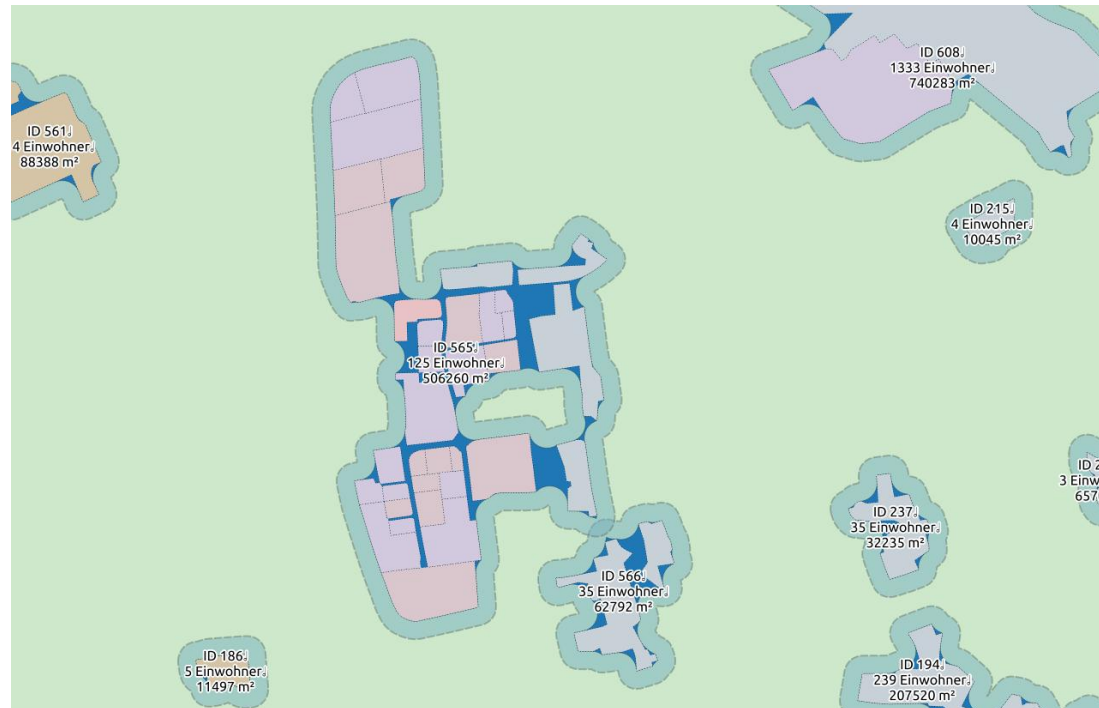 ID 608
1333 Einwohner
740283 m²
ID 561
4 Einwohner
88388 m²
ID 215
4 Einwohner
10045 m²
ID 565
125 Einwohner
506260 m²
3 Einw
ID 237
35 Einwohner
32235 m²
ID 566
35 Einwohner
62792 m²
ID 186
5 Einwohner
11497 m²
ID 194
239 Einwohner
207520 m²